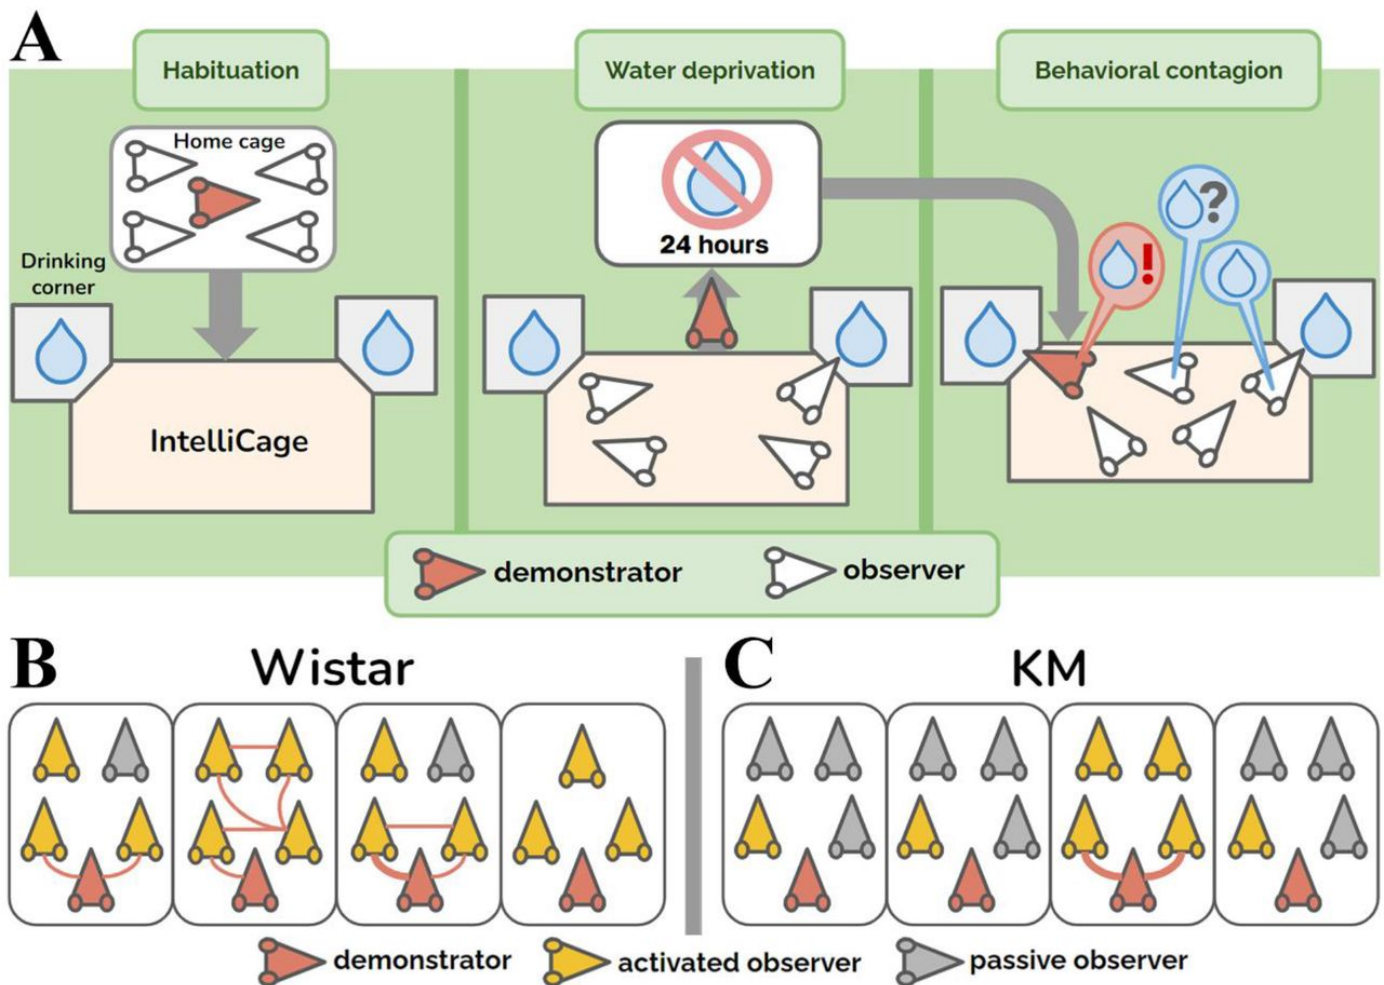 A
Habituation
Water deprivation
Behavioral contagion
Home cage
Drinking
corner
24 hours
?
!
IntelliCage
demonstrator
observer
B
Wistar
C
KM
demonstrator
activated observer
passive observer